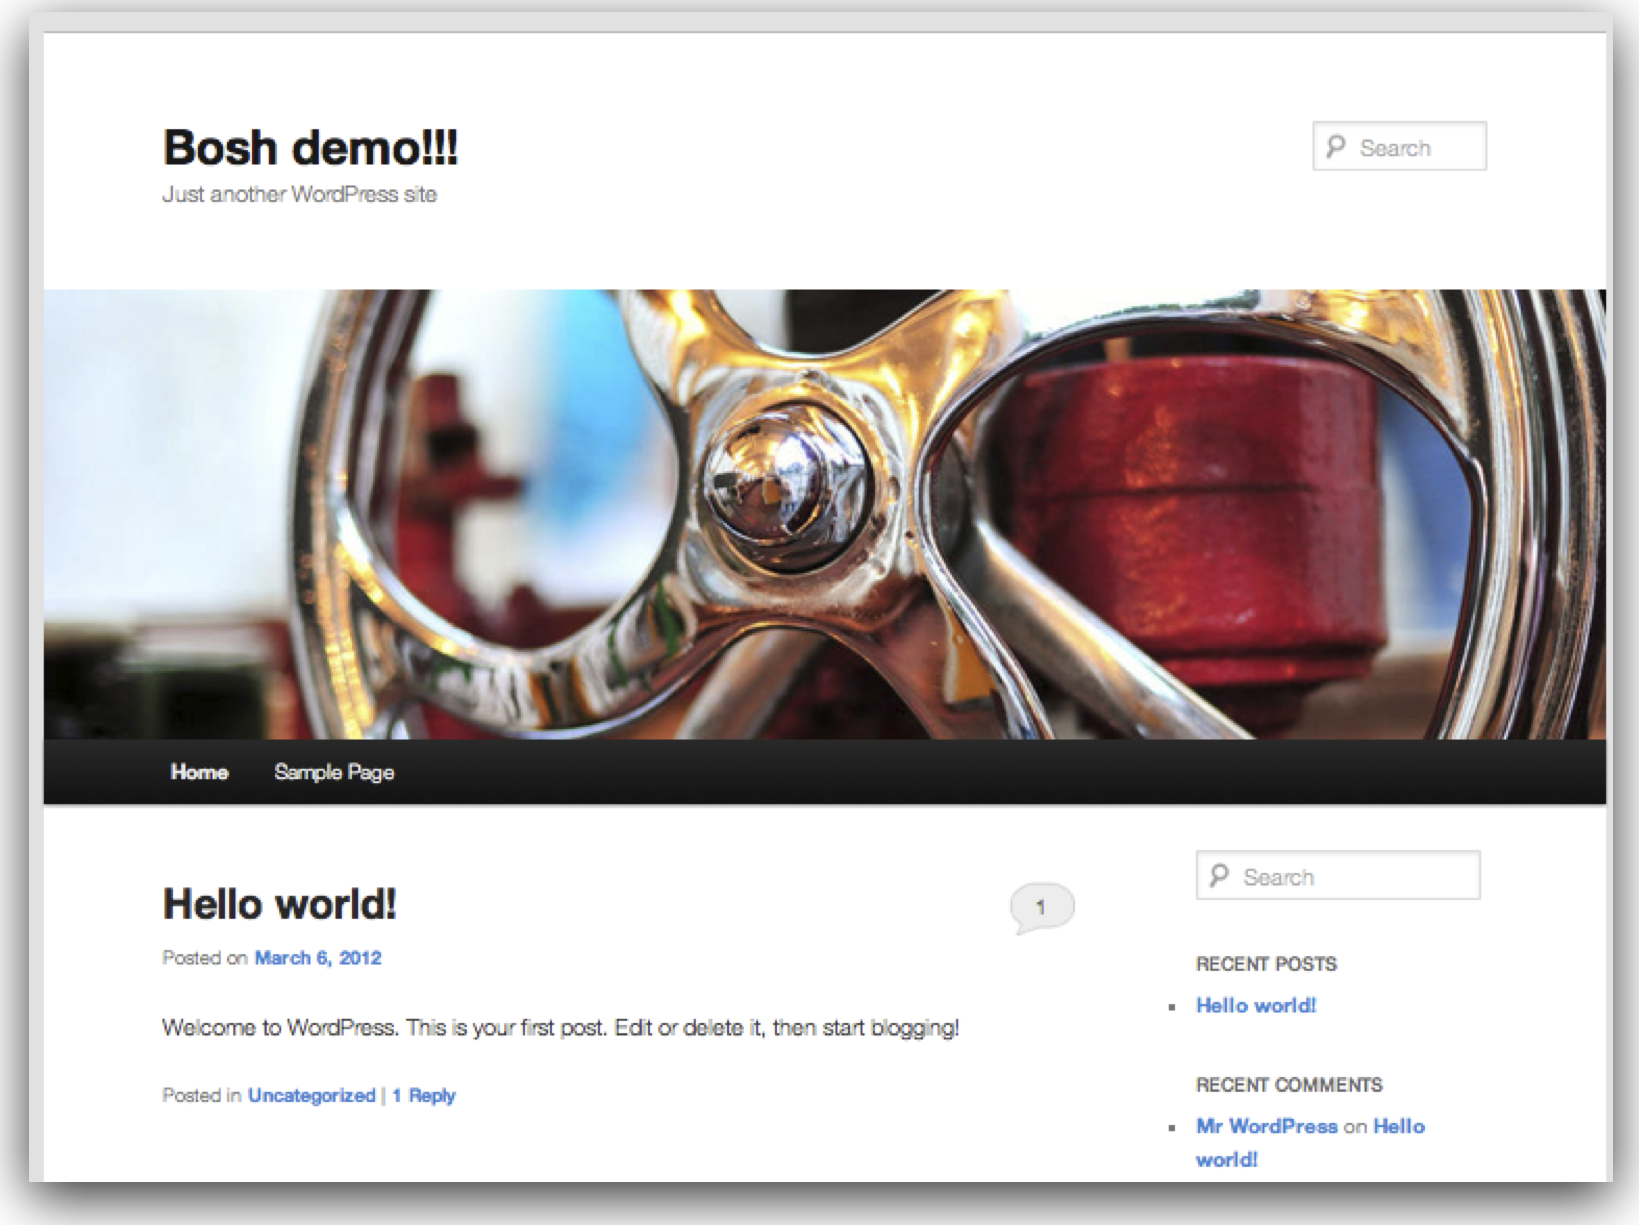 Bosh demo!!!
Just another WordPress site
Search
Home Sample Page
Hello world!
1
Posted on March 6, 2012
Welcome to WordPress. This is your first post. Edit or delete it, then start blogging!
Posted in Uncategorized | 1 Reply
Search
RECENT POSTS
Hello world!
RECENT COMMENTS
Mr WordPress on Hello
world!